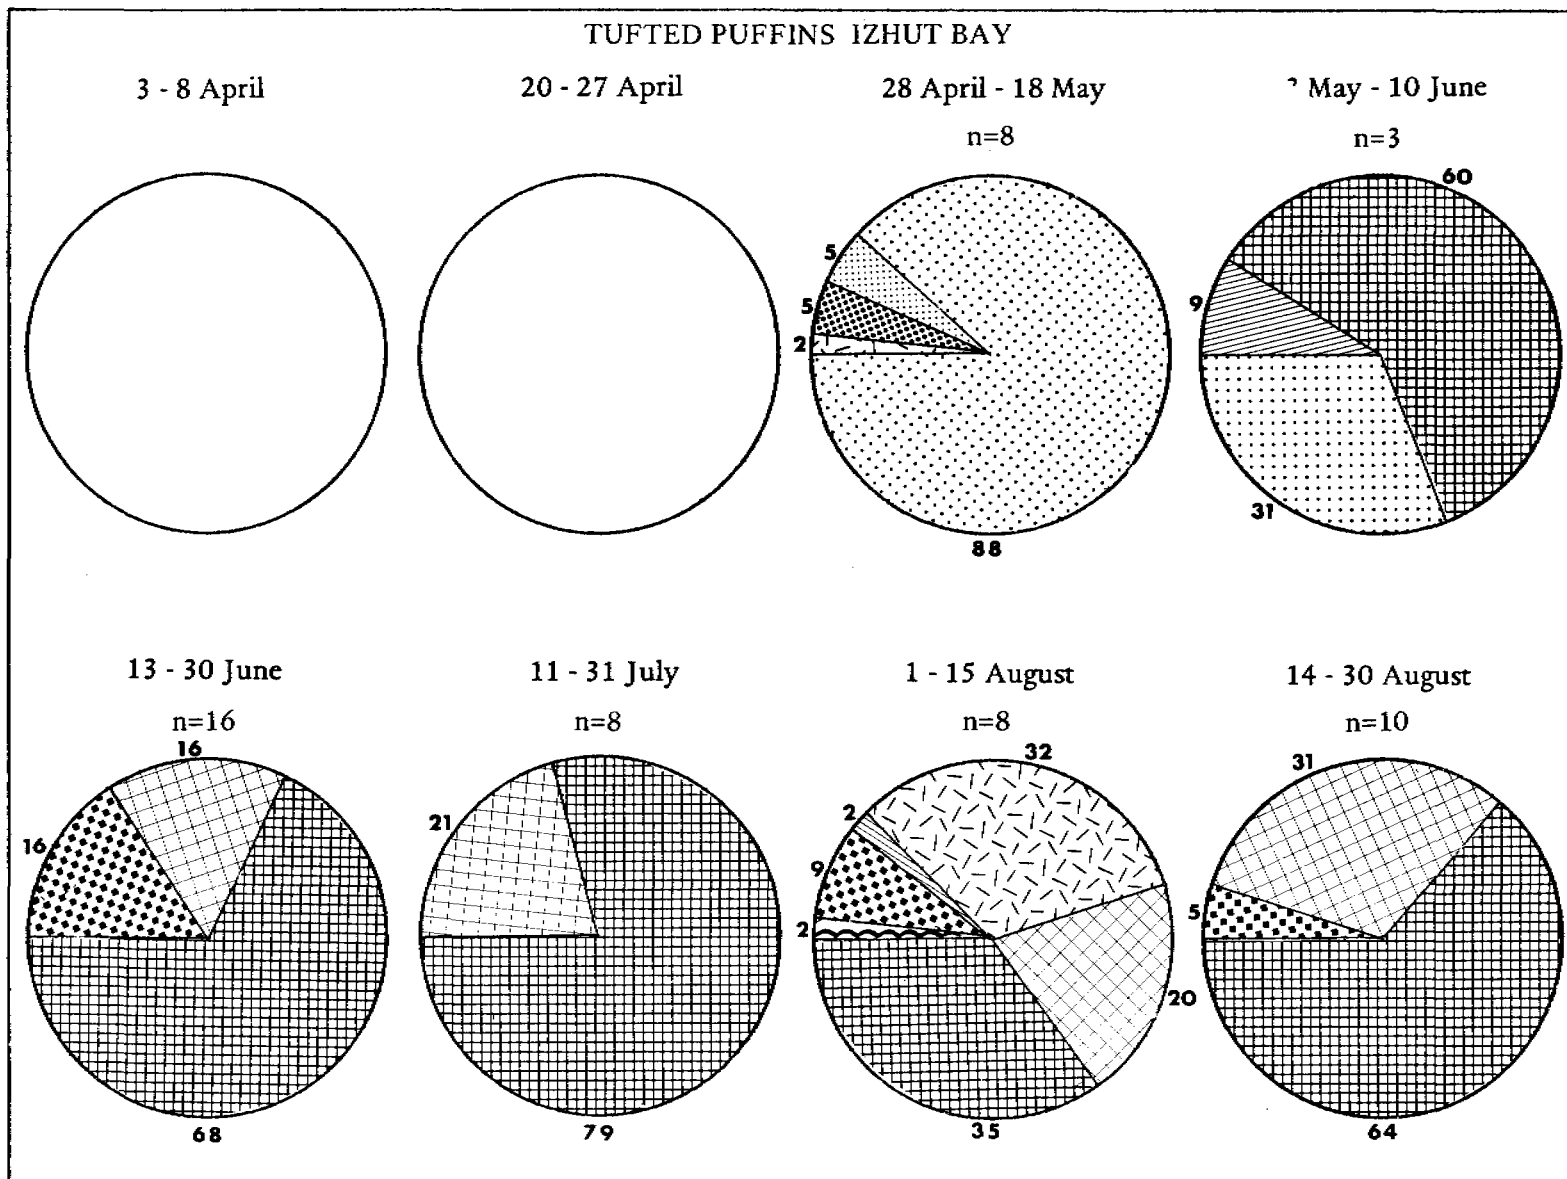 TUFTED PUFFINS IZHUT BAY
3 - 8 April
20 - 27 April
28 April - 18 May
n=8
5
5
2
88
May - 10 June
n=3
60
9
31
13 - 30 June
n=16
16
16
68
11 - 31 July
n=8
21
79
1 - 15 August
n=8
32
2
9
2
20
35
14 - 30 August
n=10
31
5
64